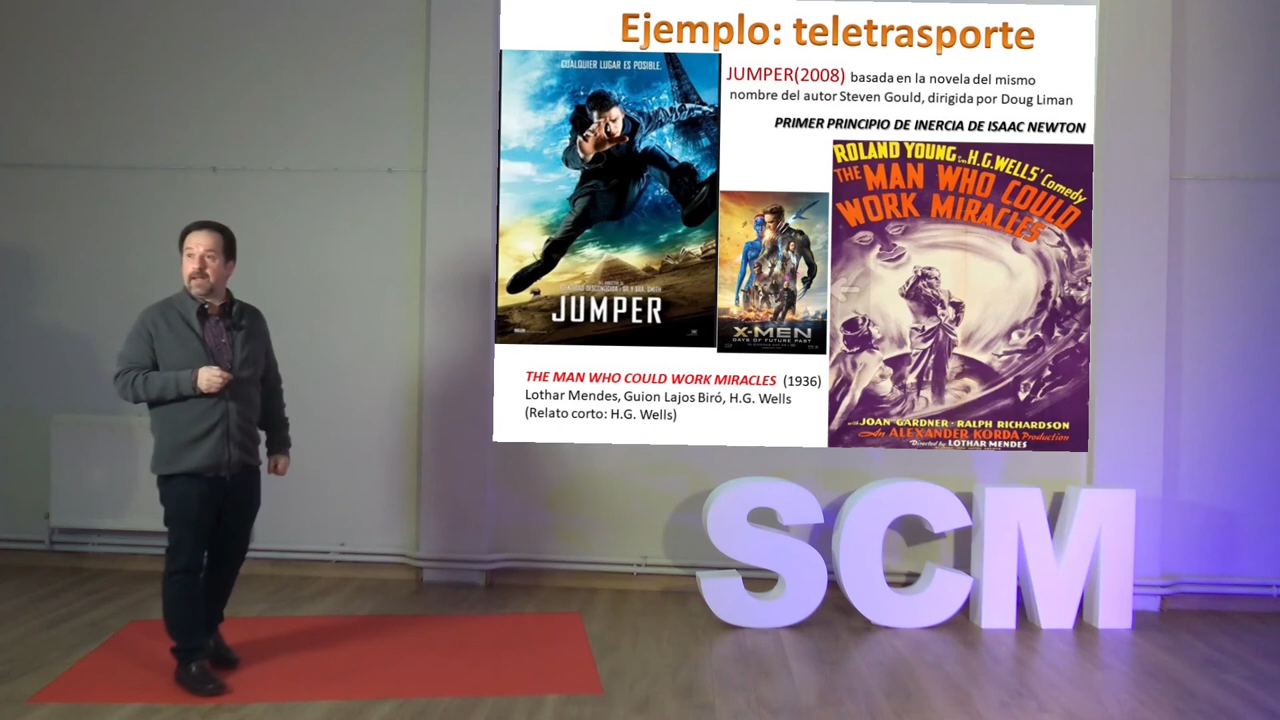 Ejemplo: teletrasporte
CUALQUIER LUGAR ES POSIBLE.
JUMPER
JUMPER(2008) basada en la novela del mismo
nombre del autor Steven Gould, dirigida por Doug Liman
PRIMER PRINCIPIO DE INERCIA DE ISAAC NEWTON
X-MEN
DAYS OF FUTURE PAST
ROLAND YOUNG in H.G. WELLS' Comedy
THE MAN WHO COULD
WORK MIRACLES
with JOAN GARDNER · RALPH RICHARDSON
An ALEXANDER KORDA Production
Directed by LOTHAR MENDES
THE MAN WHO COULD WORK MIRACLES (1936)
Lothar Mendes, Guion Lajos Biró, H.G. Wells
(Relato corto: H.G. Wells)
SCM